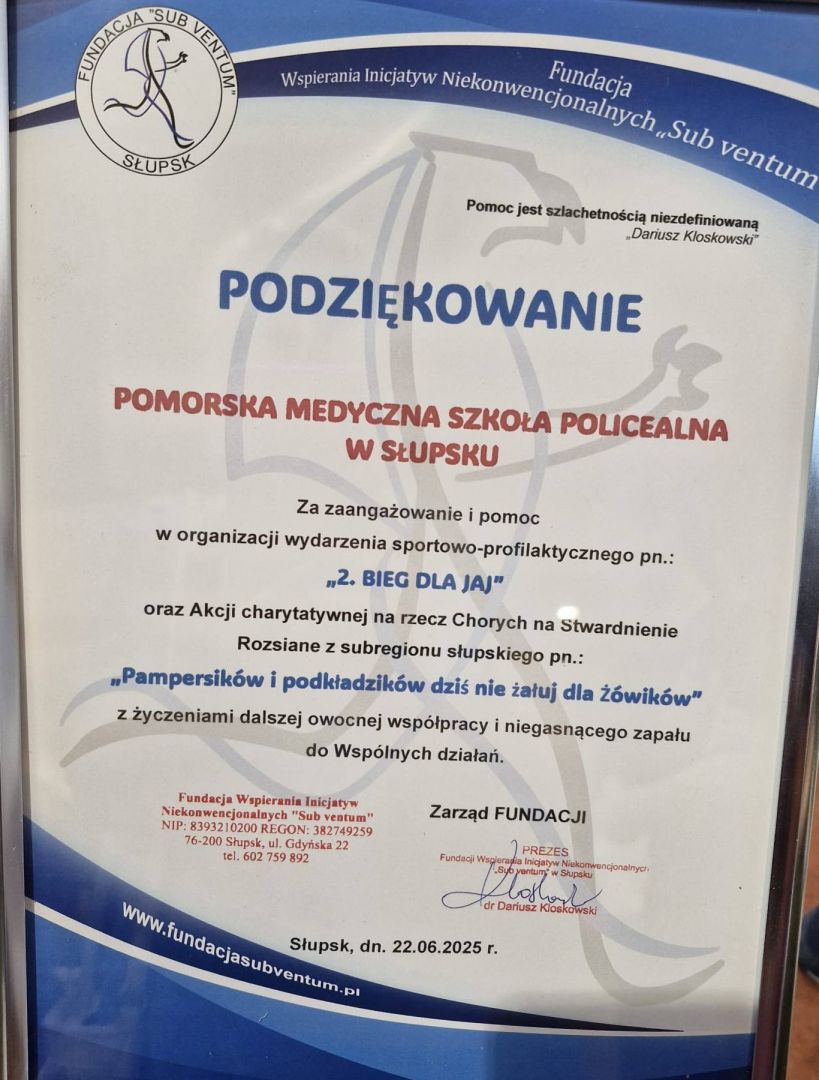 FUNDACJA "SUB VENTUM"
SŁUPSK
Fundacja
Wspierania Inicjatyw Niekonwencjonalnych „Sub ventum
Pomoc jest szlachetnością niezdefiniowaną
„Dariusz Kloskowski”
PODZIĘKOWANIE
POMORSKA MEDYCZNA SZKOŁA POLICEALNA
W SŁUPSKU
Za zaangażowanie i pomoc
w organizacji wydarzenia sportowo-profilaktycznego pn.:
„2. BIEG DLA JAJ”
oraz Akcji charytatywnej na rzecz Chorych na Stwardnienie
Rozsiane z subregionu słupskiego pn.:
„Pampersików i podkładzików dziś nie żałuj dla Żówików”
z życzeniami dalszej owocnej współpracy i niegasnącego zapału
do Wspólnych działań.
Fundacja Wspierania Inicjatyw
Niekonwencjonalnych "Sub ventum"
NIP: 8393210200 REGON: 382749259
76-200 Słupsk, ul. Gdyńska 22
tel. 602 759 892
Zarząd FUNDACJI
PREZES
Fundacji Wspierania Inicjatyw Niekonwencjonalnych
„Sub ventum” w Słupsku
dr Dariusz Kloskowski
Słupsk, dn. 22.06.2025 r.
www.fundacjasubventum.pl